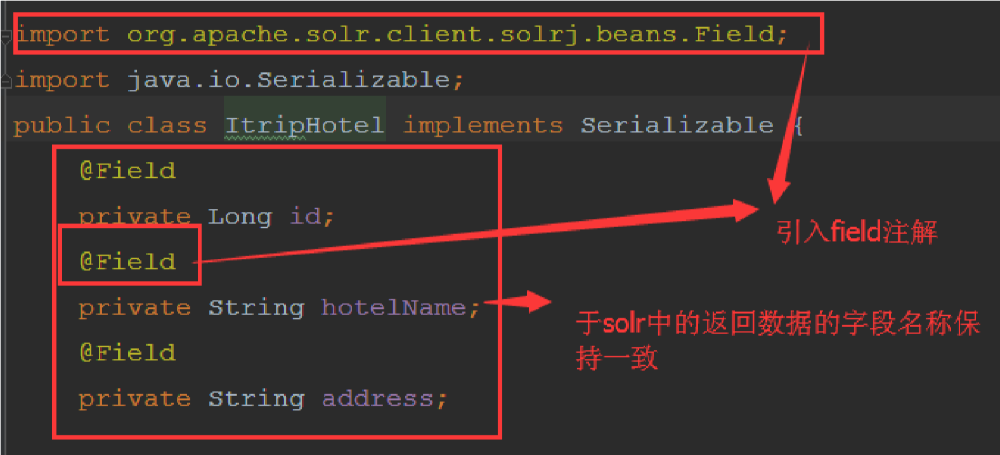 import org.apache.solr.client.solrj.beans.Field;
import java.io.Serializable;
public class ItripHotel implements Serializable {
@Field
private Long id;
引入field注解
@Field
private String hotelName;
于solr中的返回数据的字段名称保
持一致
@Field
private String address;